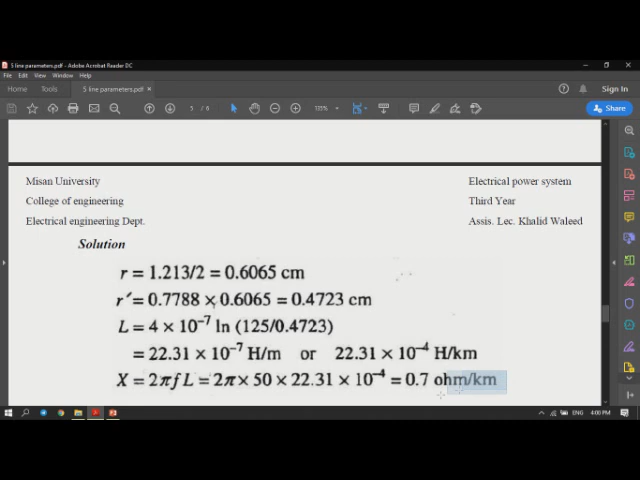 5 line parameters.pdf - Adobe Acrobat Reader DC
File Edit View Window Help
Home Tools 5 line parameters.pdf × Sign In
5 / 8 135% Share
Misan University Electrical power system
College of engineering Third Year
Electrical engineering Dept. Assis. Lec. Khalid Waleed
Solution
r = 1.213/2 = 0.6065 cm
r′ = 0.7788 × 0.6065 = 0.4723 cm
L = 4 × 10⁻⁷ ln (125/0.4723)
= 22.31 × 10⁻⁷ H/m or 22.31 × 10⁻⁴ H/km
X = 2πfL = 2π × 50 × 22.31 × 10⁻⁴ = 0.7 ohm/km
ENG 4:00 PM